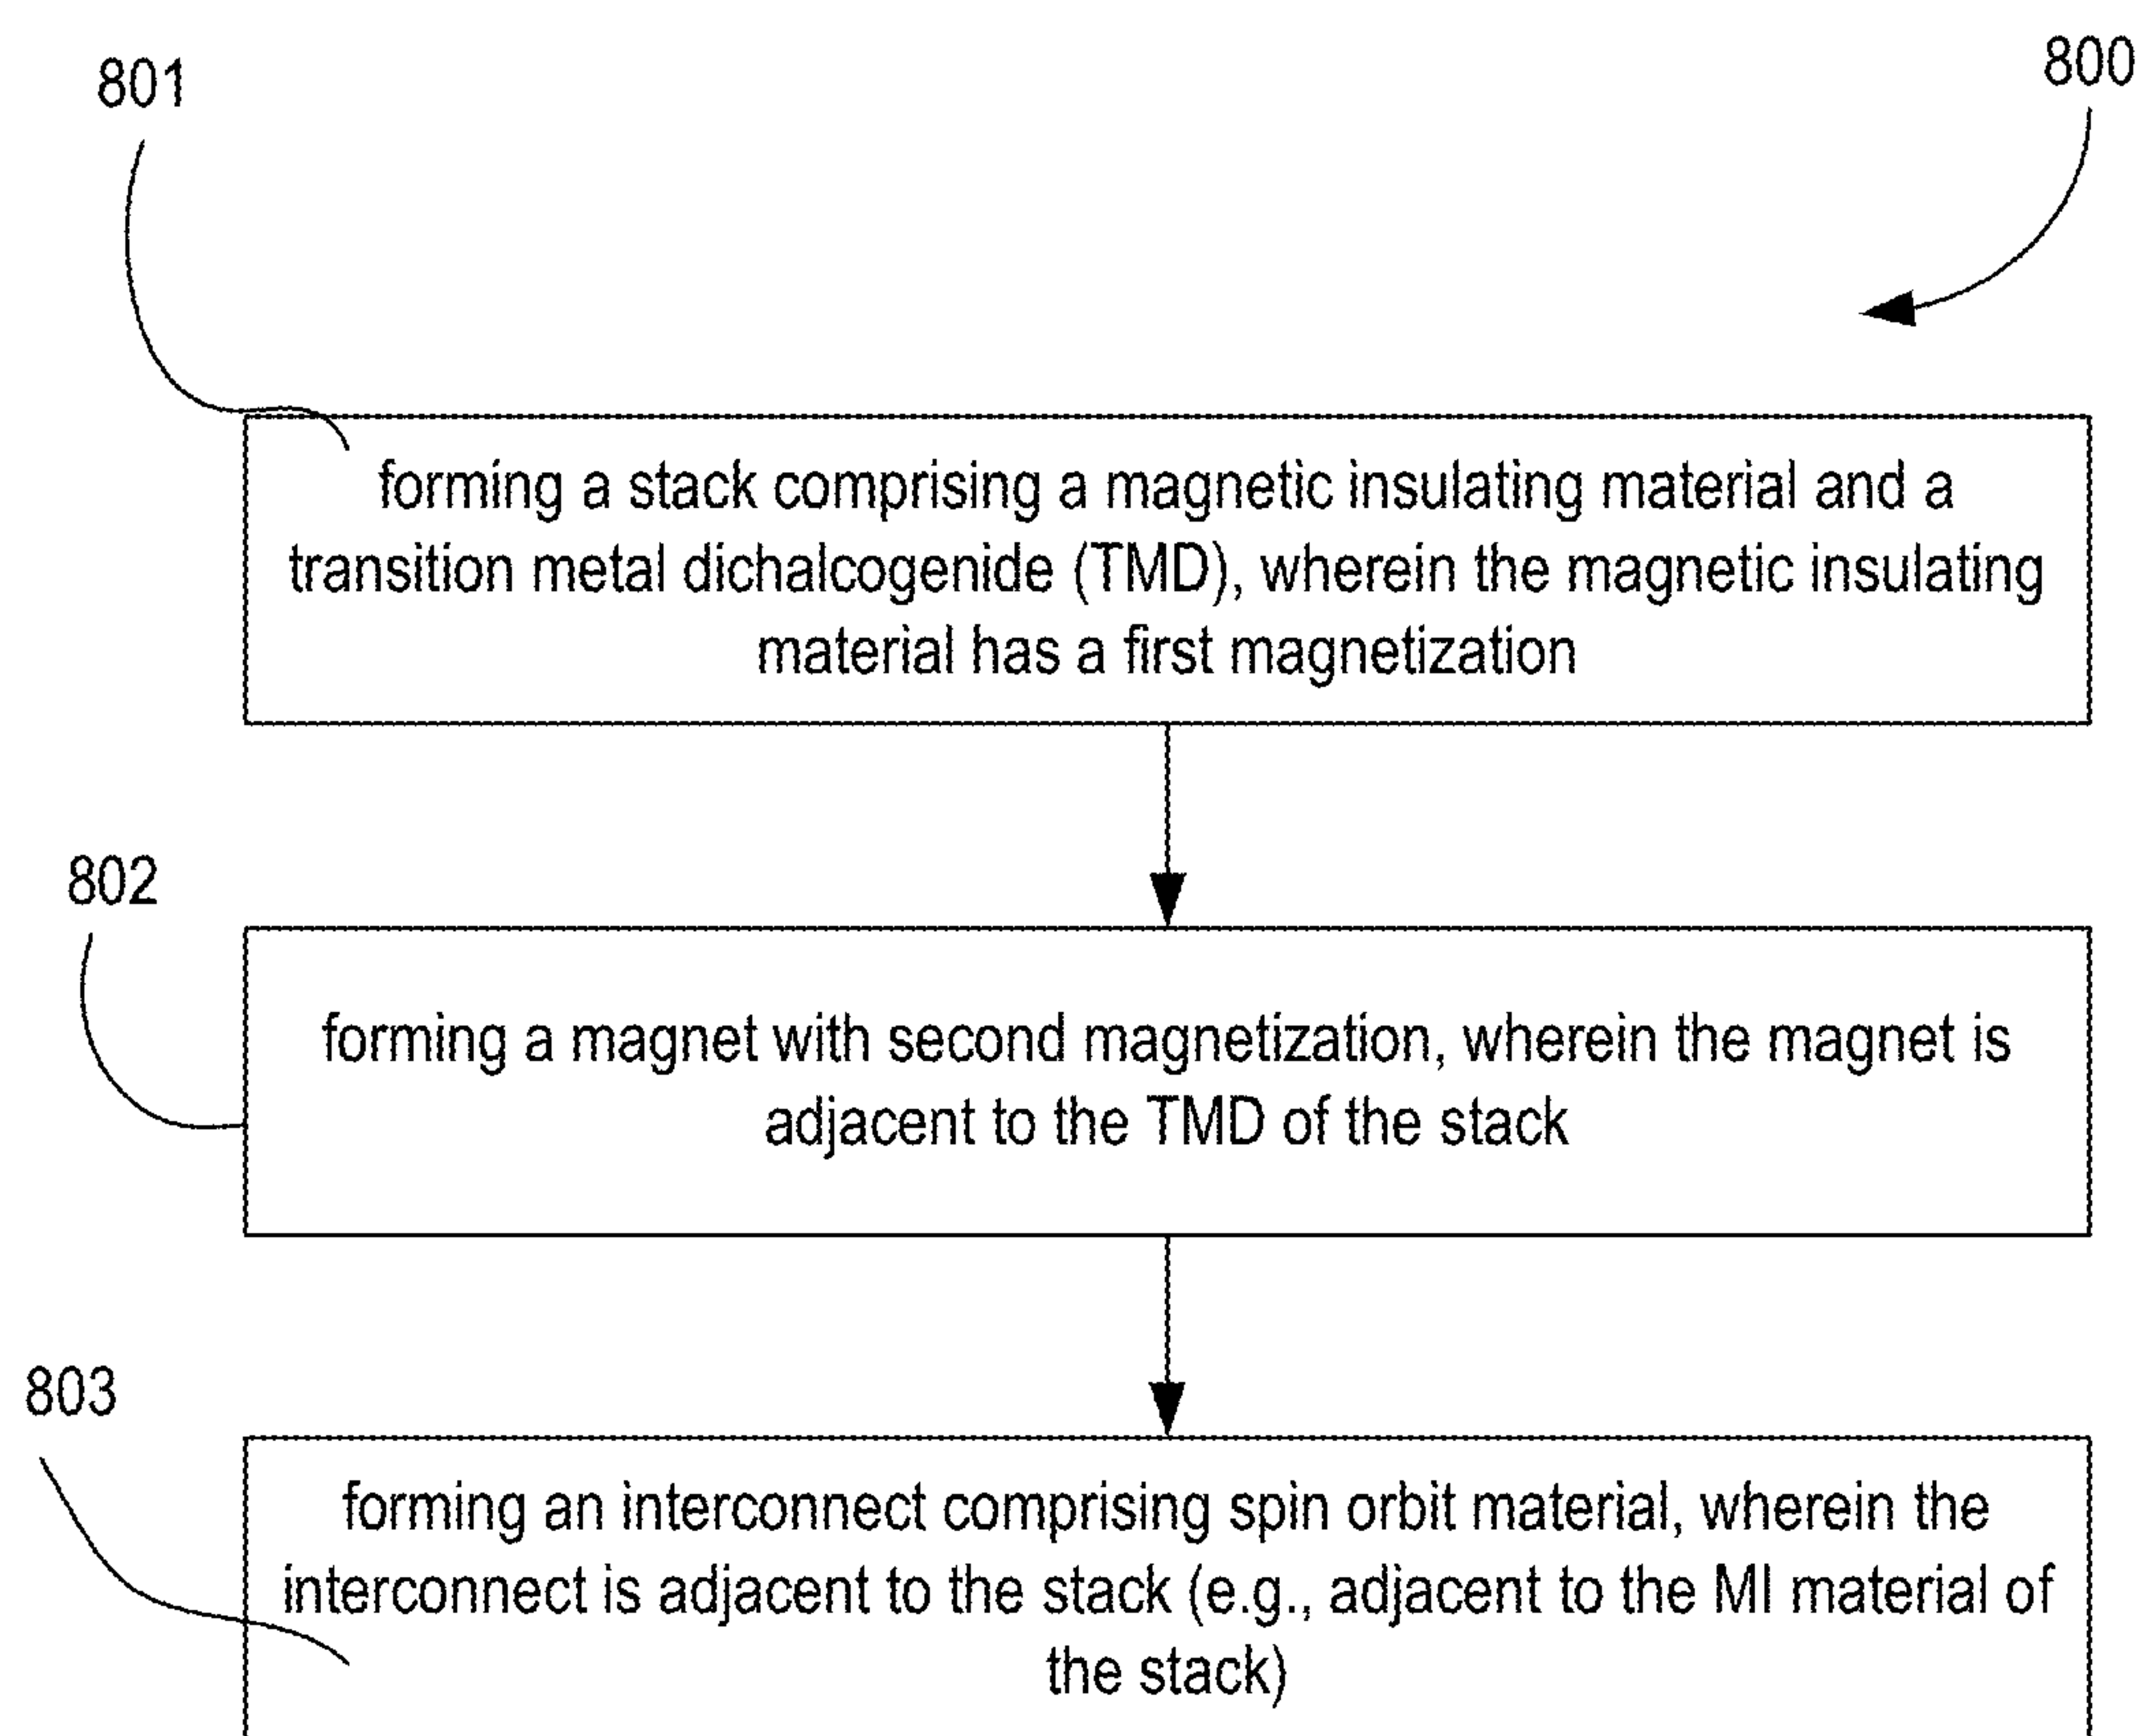 801
800
forming a stack comprising a magnetic insulating material and a
transition metal dichalcogenide (TMD), wherein the magnetic insulating
material has a first magnetization
802
forming a magnet with second magnetization, wherein the magnet is
adjacent to the TMD of the stack
803
forming an interconnect comprising spin orbit material, wherein the
interconnect is adjacent to the stack (e.g., adjacent to the MI material of
the stack)